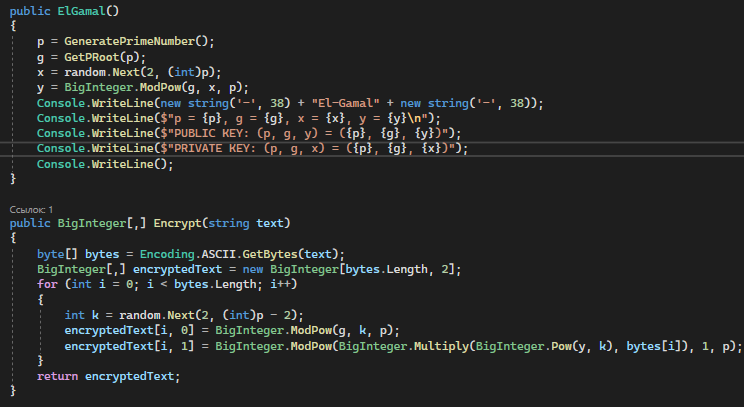 public ElGamal()
{
p = GeneratePrimeNumber();
g = GetPRoot(p);
x = random.Next(2, (int)p);
y = BigInteger.ModPow(g, x, p);
Console.WriteLine(new string('-', 38) + "El-Gamal" + new string('-', 38));
Console.WriteLine($"p = {p}, g = {g}, x = {x}, y = {y}\n");
Console.WriteLine($"PUBLIC KEY: (p, g, y) = ({p}, {g}, {y})");
Console.WriteLine($"PRIVATE KEY: (p, g, x) = ({p}, {g}, {x})");
Console.WriteLine();
}
Ссылок: 1
public BigInteger[,] Encrypt(string text)
{
byte[] bytes = Encoding.ASCII.GetBytes(text);
BigInteger[,] encryptedText = new BigInteger[bytes.Length, 2];
for (int i = 0; i < bytes.Length; i++)
{
int k = random.Next(2, (int)p - 2);
encryptedText[i, 0] = BigInteger.ModPow(g, k, p);
encryptedText[i, 1] = BigInteger.ModPow(BigInteger.Multiply(BigInteger.Pow(y, k), bytes[i]), 1, p);
}
return encryptedText;
}